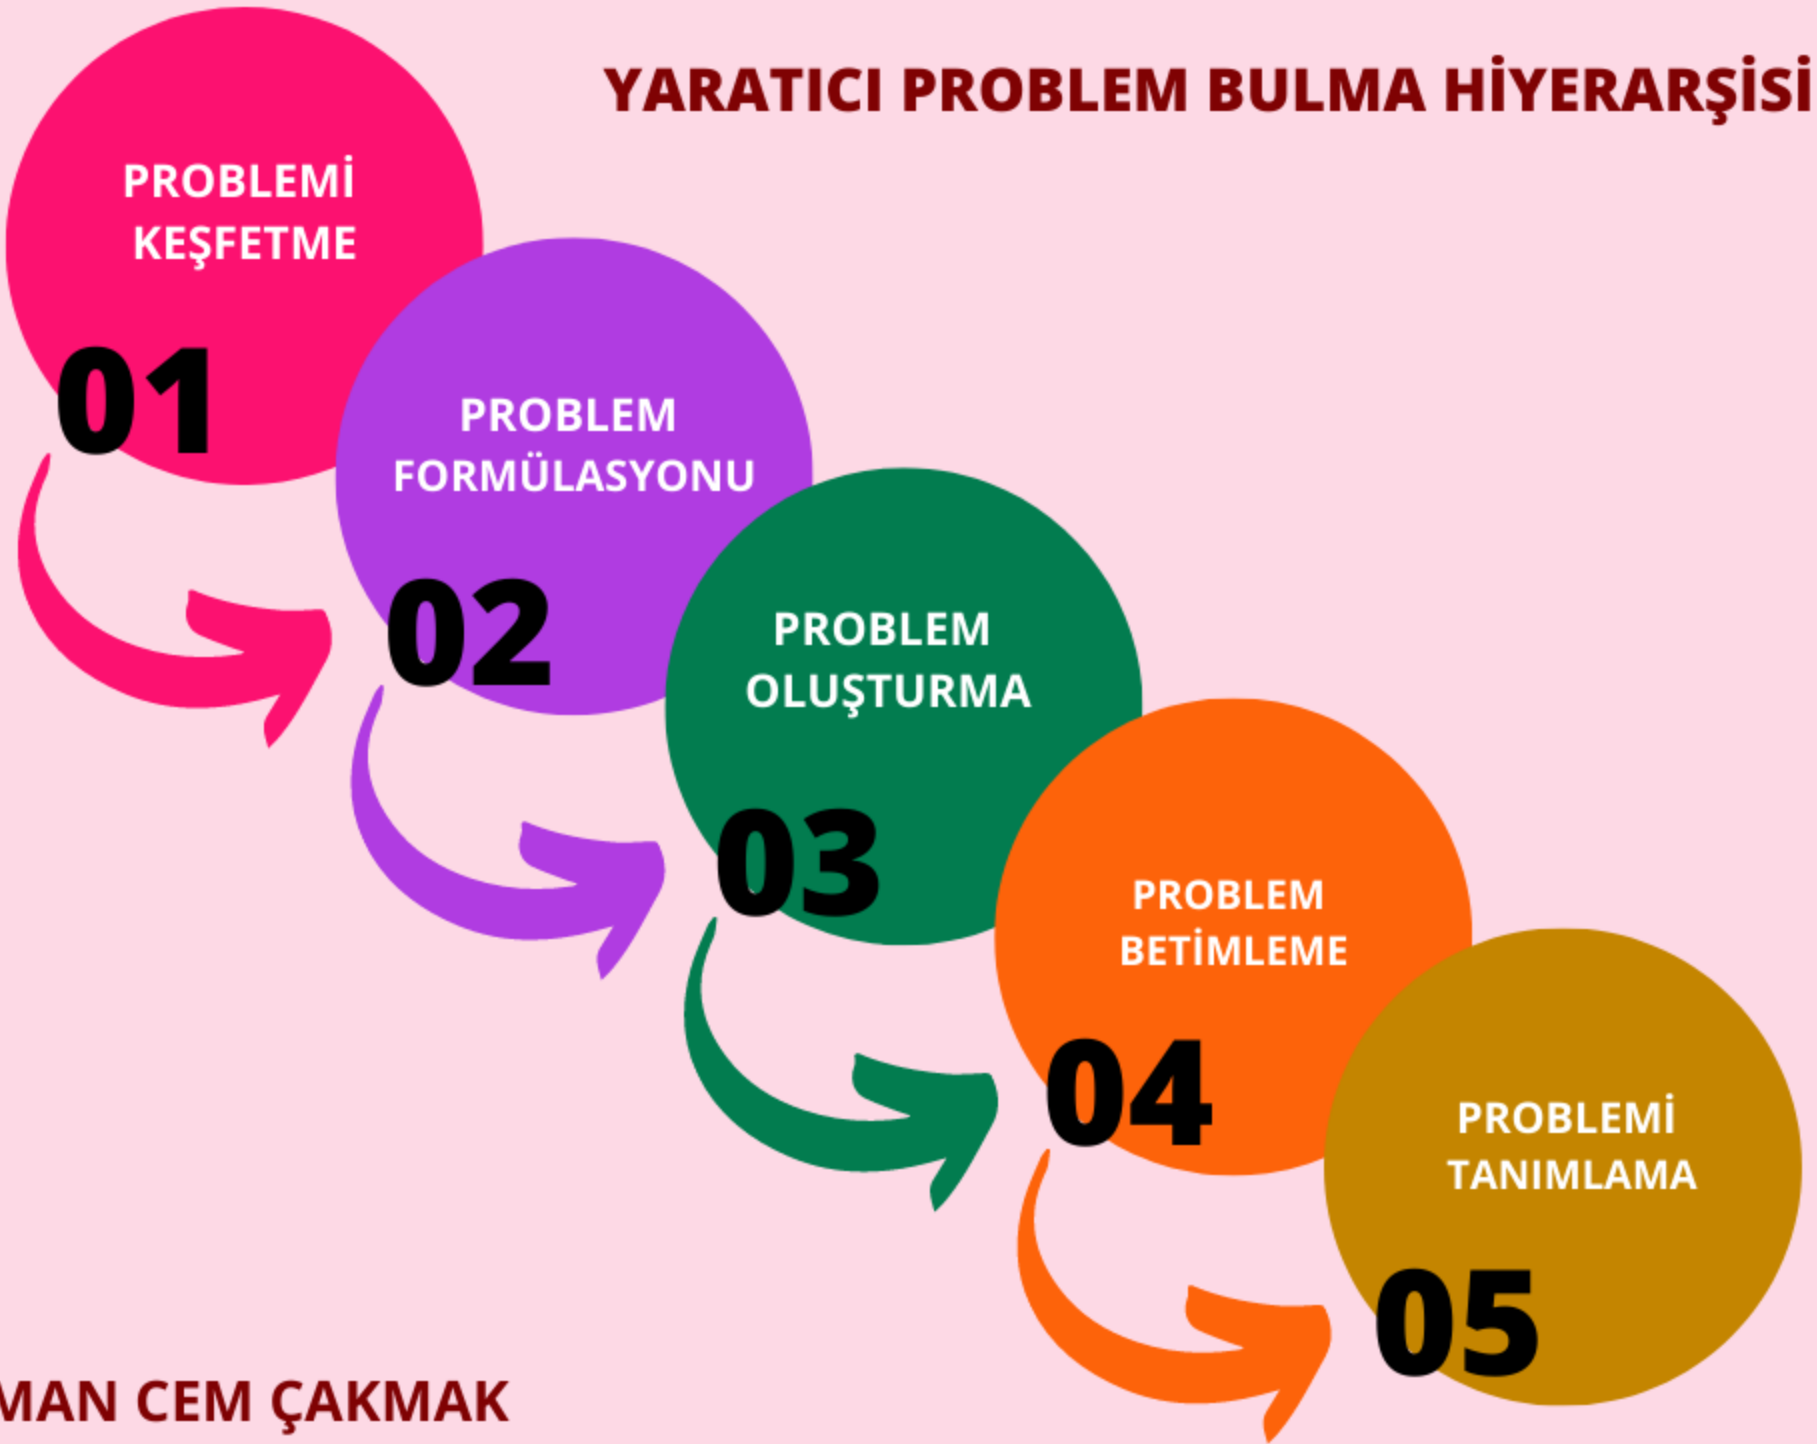 YARATICI PROBLEM BULMA HİYERARŞİSİ
PROBLEMİ
KEŞFETME
01
PROBLEM
FORMÜLASYONU
02
PROBLEM
OLUŞTURMA
03
PROBLEM
BETİMLEME
04
PROBLEMİ
TANIMLAMA
05
CEM ÇAKMAK